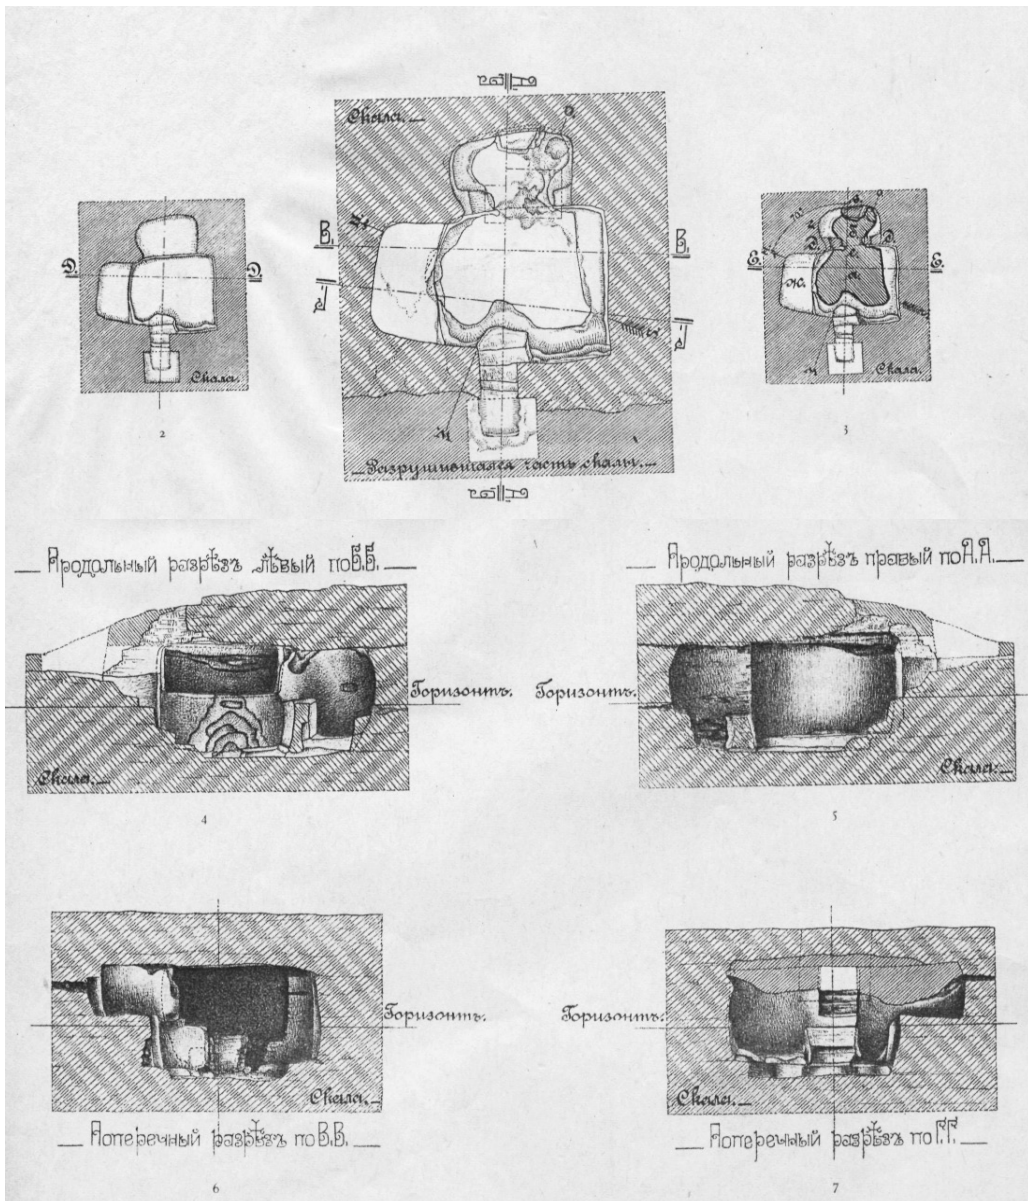 Скала.
В.
В.
Г.
Г.
Разрушившаяся часть скалы.
Д.
Д.
Скала.
2
Е.
Е.
ж.
70°
м
Скала.
3
Продольный разрѣзъ лѣвый по Б.Б.
Продольный разрѣзъ правый по А.А.
Горизонтъ.
Горизонтъ.
Скала.
Скала.
4
5
Горизонтъ.
Горизонтъ.
Скала.
Скала.
Поперечный разрѣзъ по В.В.
Поперечный разрѣзъ по Г.Г.
6
7